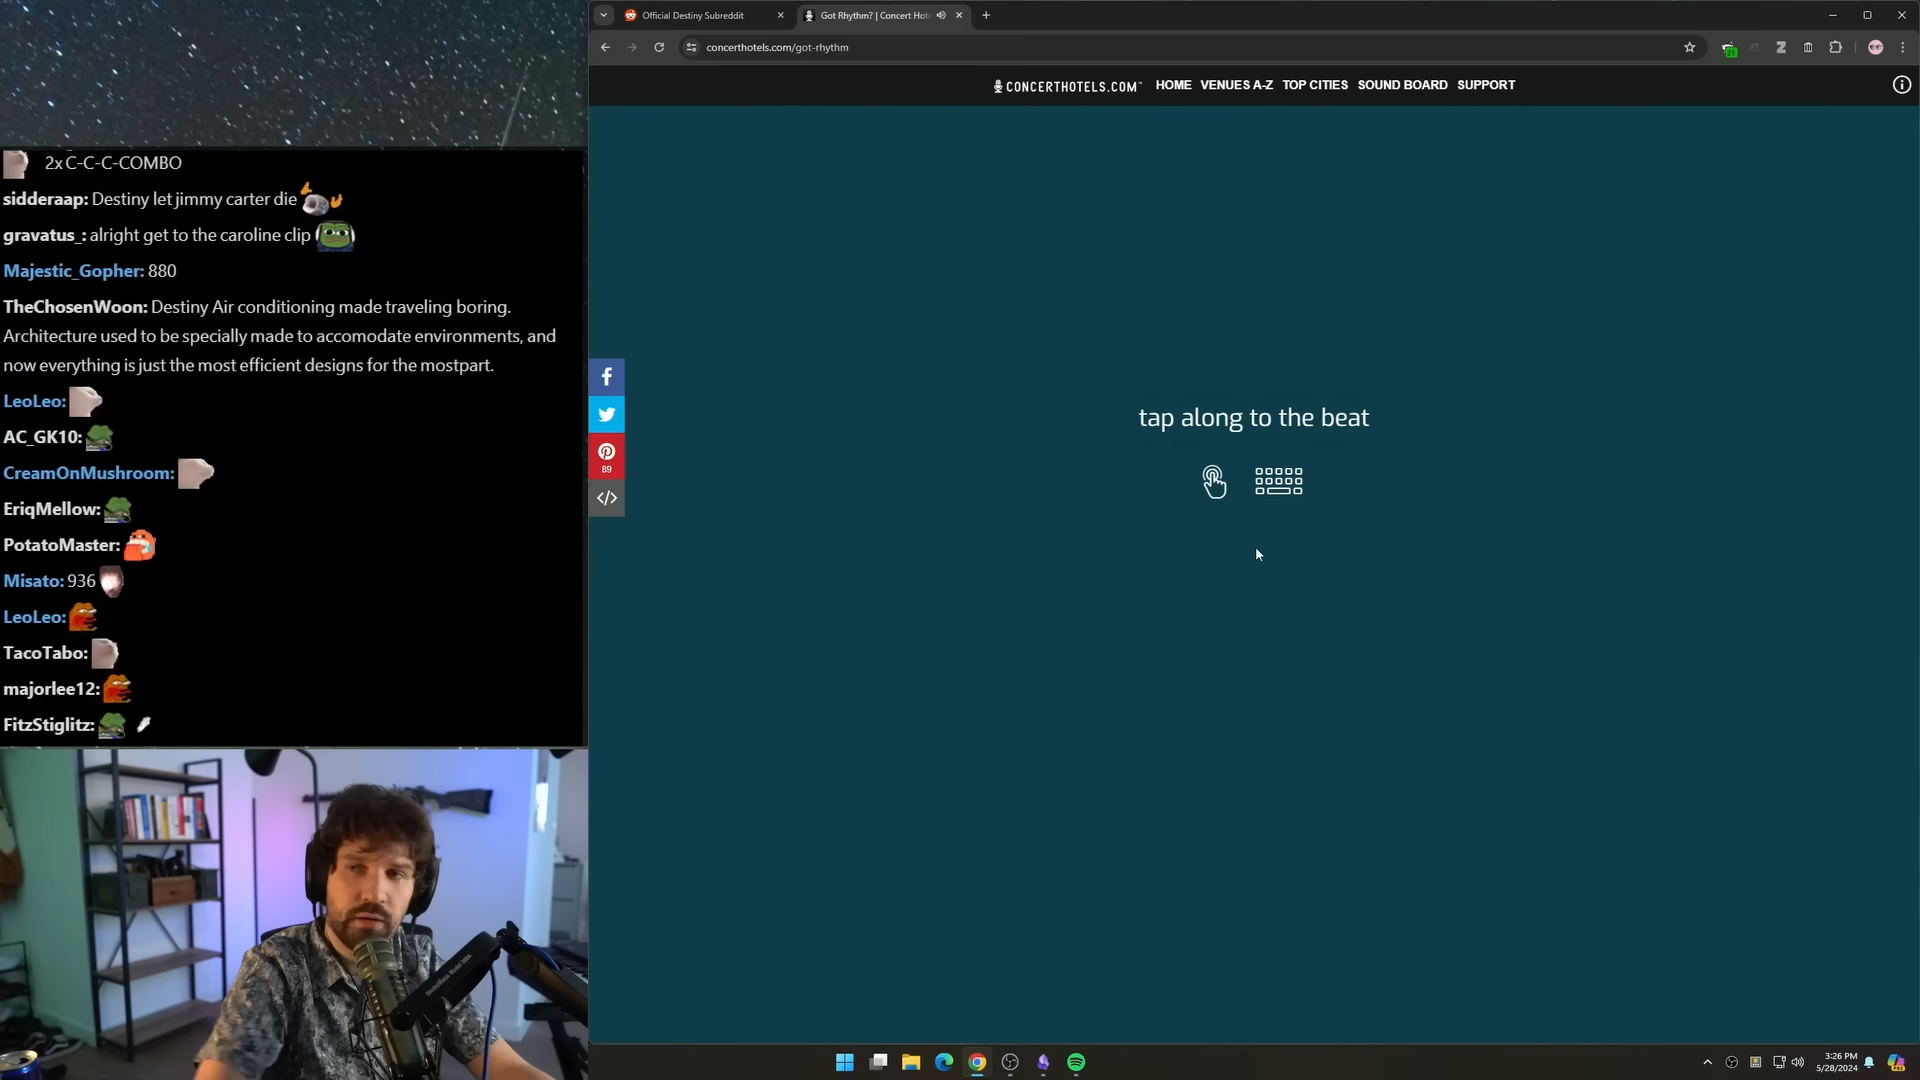 Official Destiny Subreddit
Got Rhythm? | Concert Hot
concerthotels.com/got-rhythm
21
CONCERTHOTELS.COM™ HOME VENUES A-Z TOP CITIES SOUND BOARD SUPPORT
2x C-C-C-COMBO
sidderaap: Destiny let jimmy carter die
gravatus_: alright get to the caroline clip
Majestic_Gopher: 880
TheChosenWoon: Destiny Air conditioning made traveling boring.
Architecture used to be specially made to accomodate environments, and
now everything is just the most efficient designs for the mostpart.
LeoLeo:
AC_GK10:
CreamOnMushroom:
EriqMellow:
PotatoMaster:
Misato: 936
LeoLeo:
TacoTabo:
majorlee12:
FitzStiglitz:
89
tap along to the beat
3:26 PM
5/28/2024